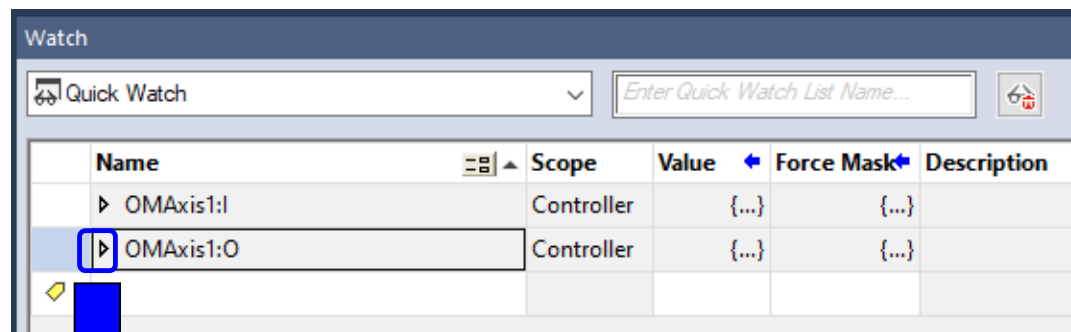 Watch
Quick Watch
Enter Quick Watch List Name...
Name Scope Value Force Mask Description
OMAxis1:I Controller {...} {...}
OMAxis1:O Controller {...} {...}